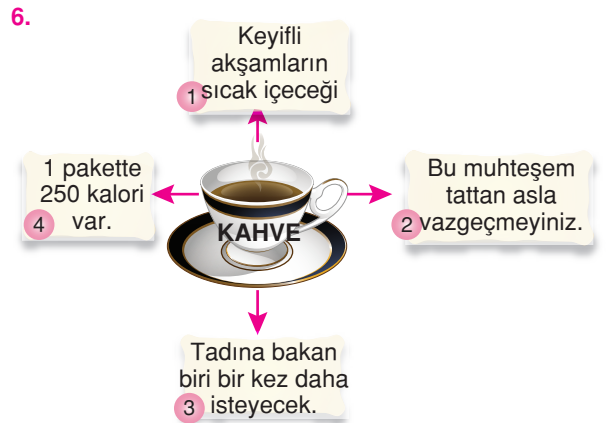 6.
Keyifli
akşamların
1 sıcak içeceği
1 pakette
250 kalori
4 var.
KAHVE
Bu muhteşem
tattan asla
2 vazgeçmeyiniz.
Tadına bakan
biri bir kez daha
3 isteyecek.